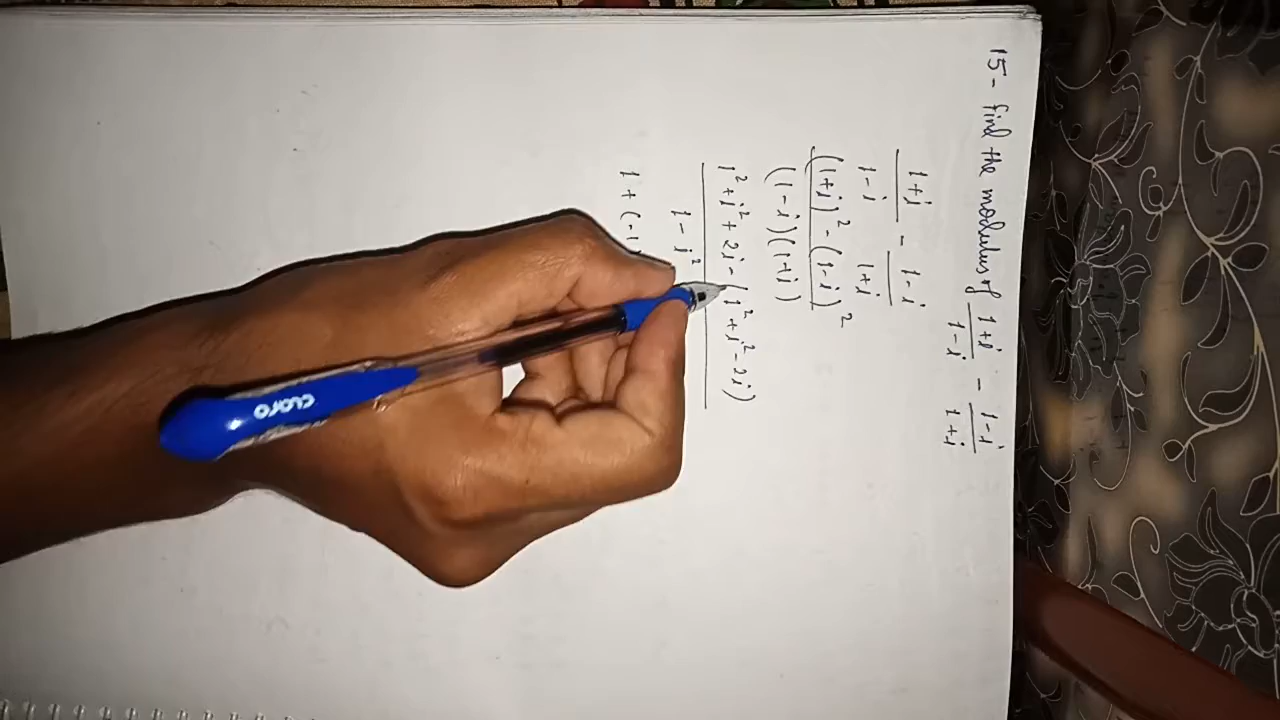 15- find the modulus of 1+i/1-i - 1-i/1+i
1+i/1-i - 1-i/1+i
(1+i)² - (1-i)²
(1-i)(1+i)
1²+i²+2i - (1²+i²-2i)
1-i²
1+(-1)
claro